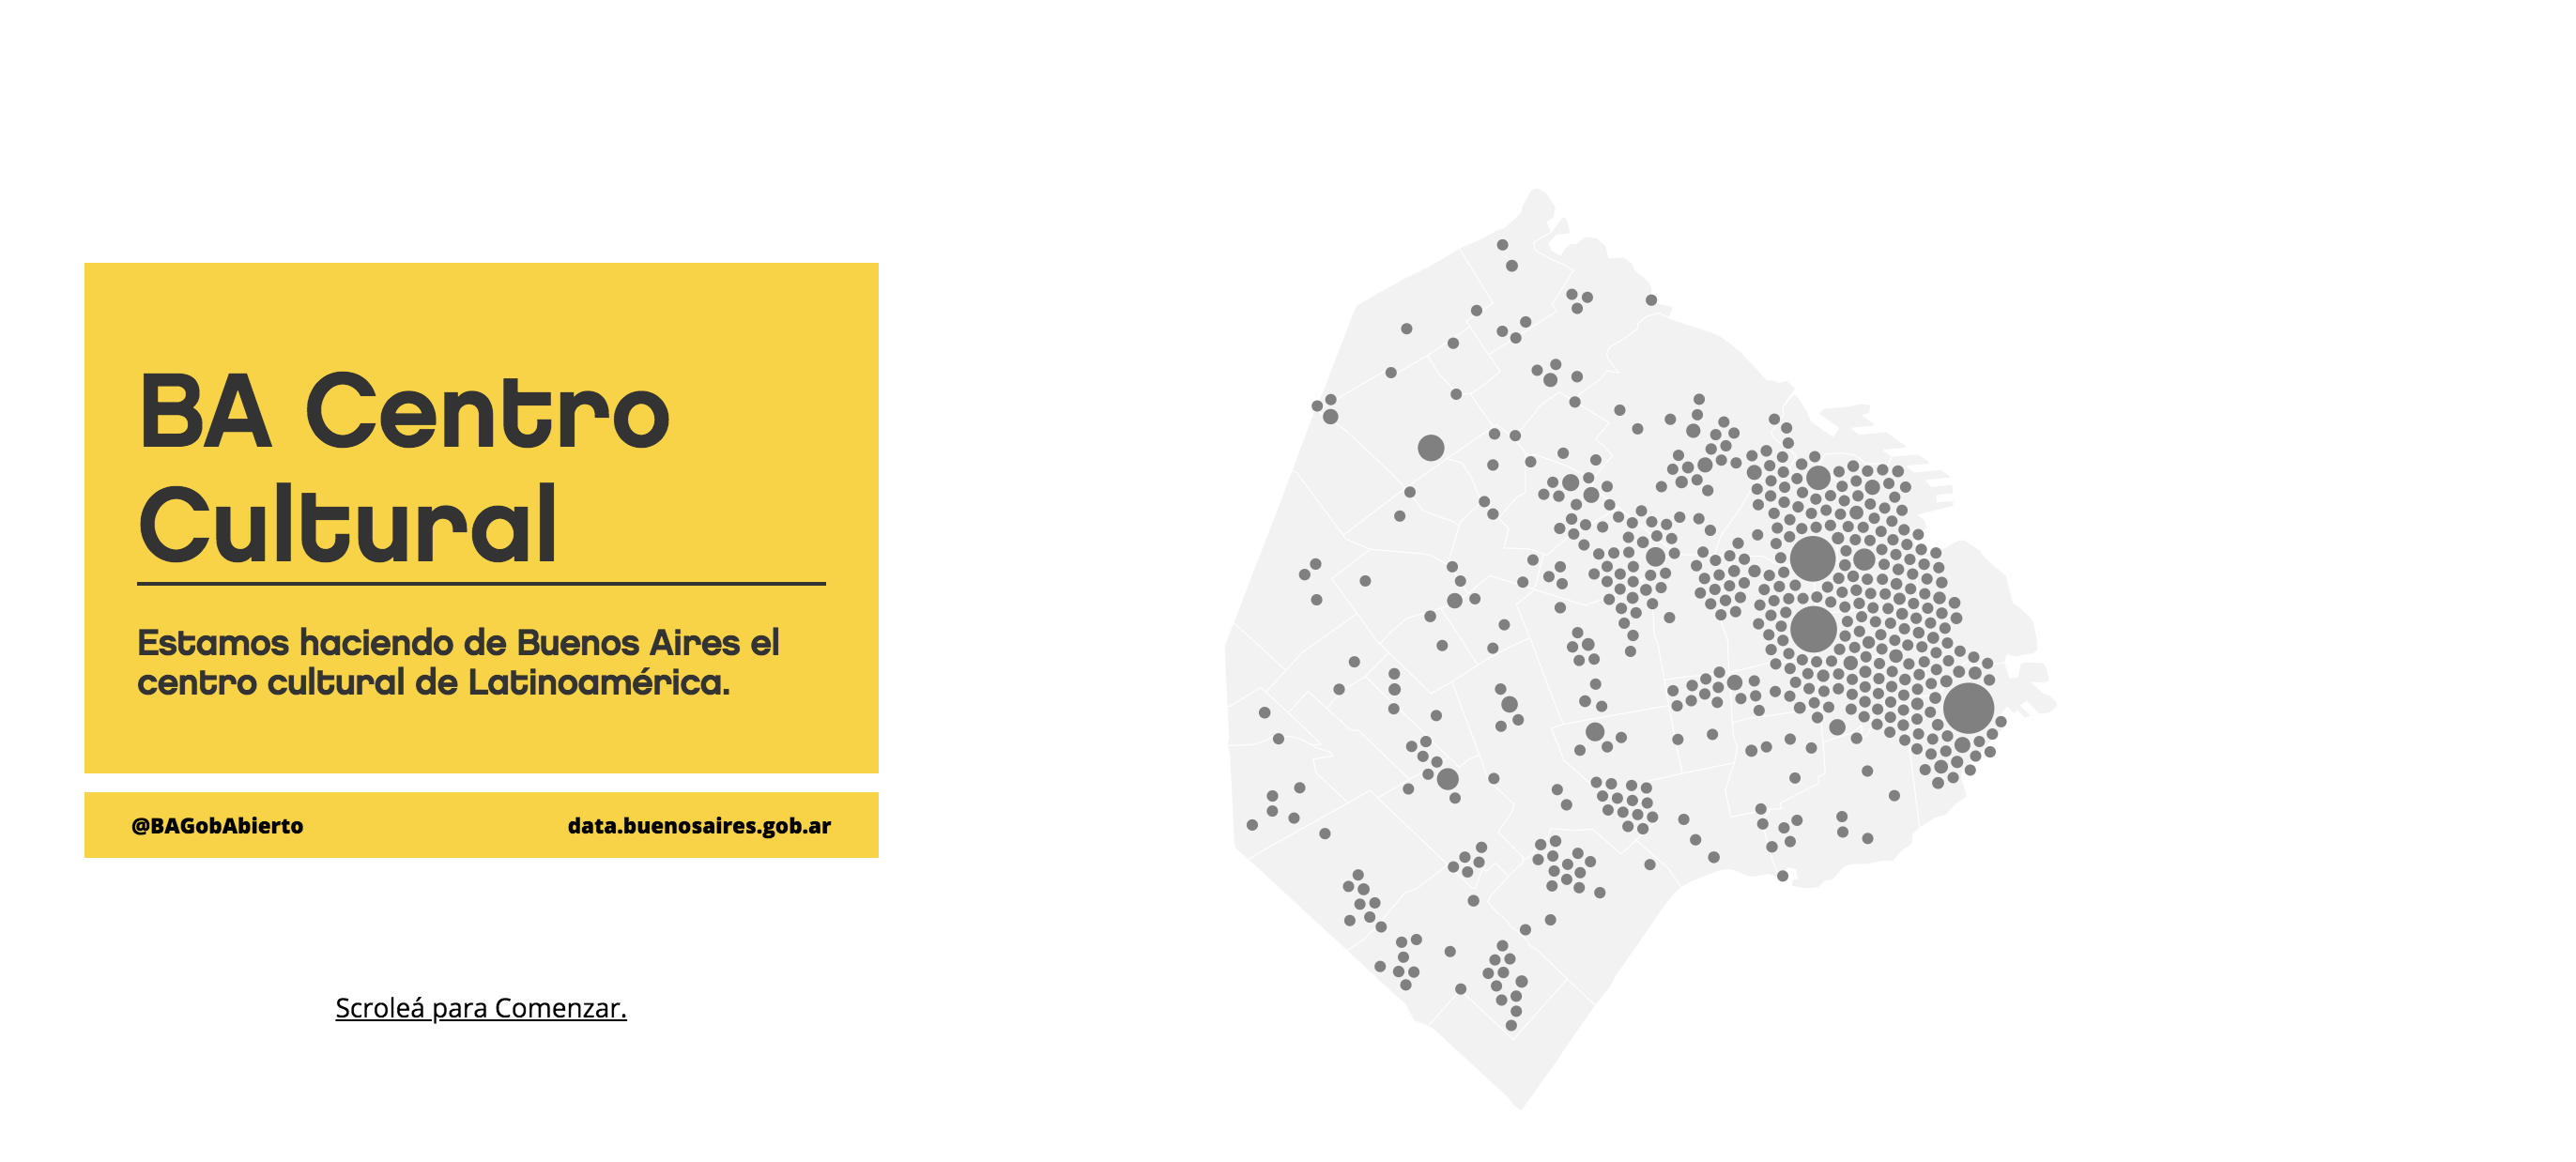 BA Centro
Cultural
Estamos haciendo de Buenos Aires el
centro cultural de Latinoamérica.
@BAGobAbierto
data.buenosaires.gob.ar
Scroleá para Comenzar.